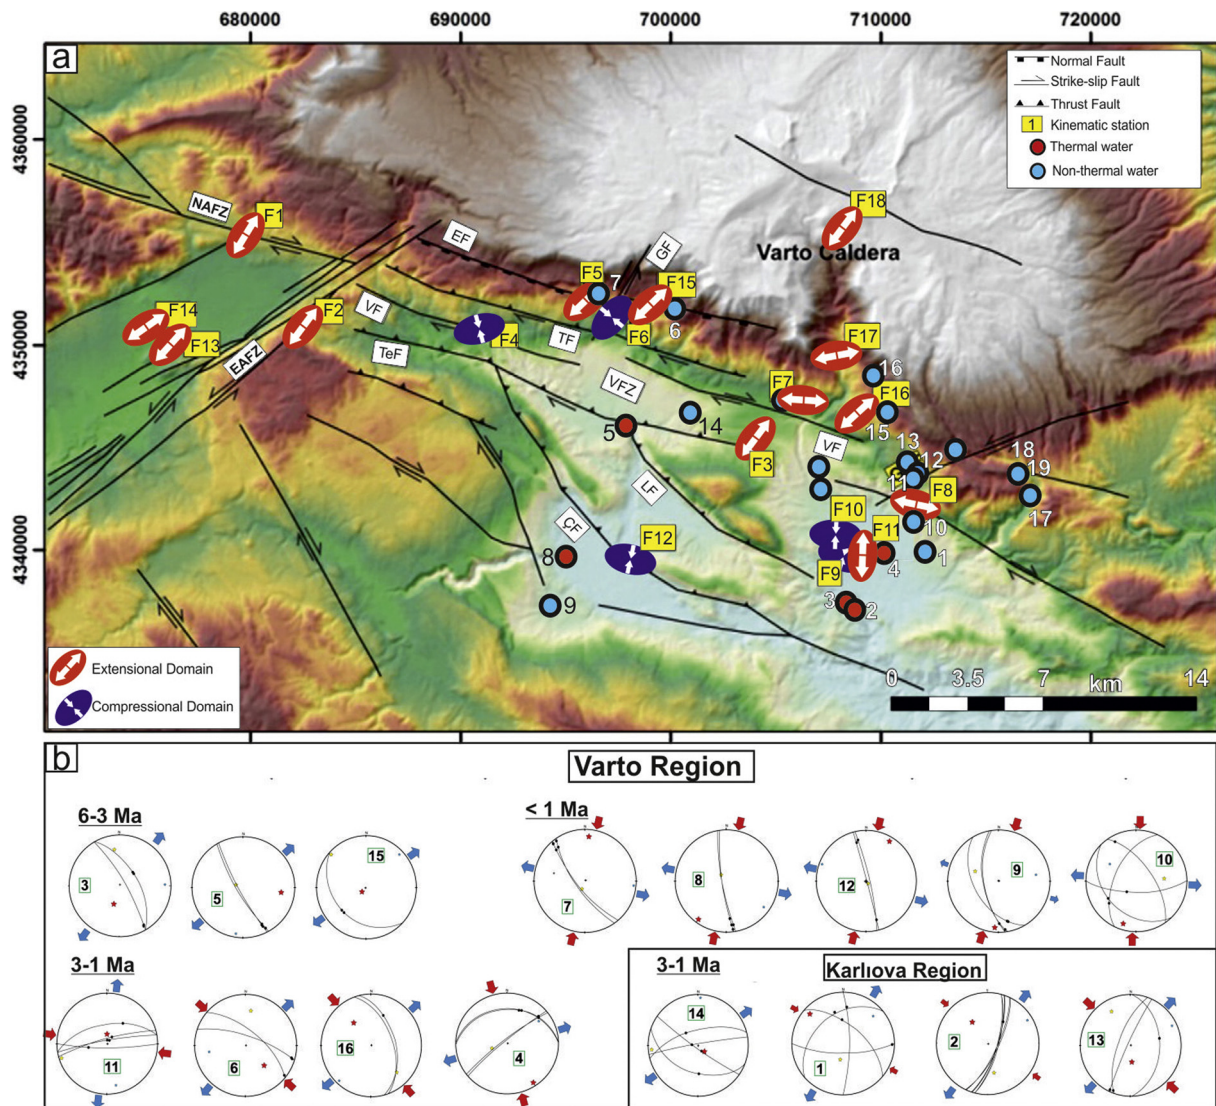 680000 690000 700000 710000 720000
a
4360000
4350000
4340000
Normal Fault
Strike-slip Fault
Thrust Fault
1 Kinematic station
Thermal water
Non-thermal water
NAFZ
F1
EF
GF
F18
Varto Caldera
F5
7
F15
F14
F2
VF
F4
TF
F6
6
F13
EAFZ
TeF
VFZ
F17
F7
16
F16
5
14
15
F3
VF
13
12
11
18
19
F8
17
LF
F10
10
ÇF
F12
F11
8
F9
4
1
9
3
2
0 3.5 7 km 14
Extensional Domain
Compressional Domain
b
Varto Region
6-3 Ma
< 1 Ma
N N N N N N N N
3 5 15 7 8 12 9 10
3-1 Ma
3-1 Ma
Karlıova Region
N N N N N N N N
11 6 16 4 14 1 2 13